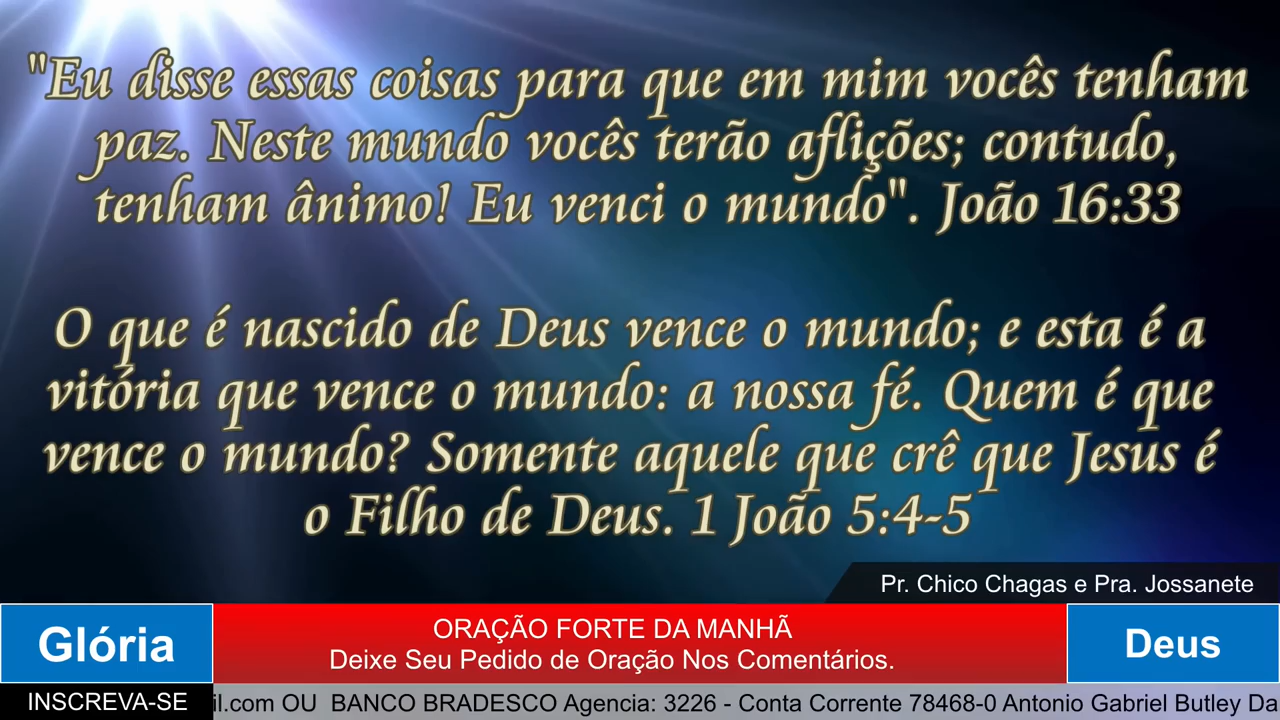 "Eu disse essas coisas para que em mim vocês tenham
paz. Neste mundo vocês terão aflições; contudo,
tenham ânimo! Eu venci o mundo". João 16:33
O que é nascido de Deus vence o mundo; e esta é a
vitória que vence o mundo: a nossa fé. Quem é que
vence o mundo? Somente aquele que crê que Jesus é
o Filho de Deus. 1 João 5:4-5
Pr. Chico Chagas e Pra. Jossanete
Glória
ORAÇÃO FORTE DA MANHÃ
Deixe Seu Pedido de Oração Nos Comentários.
Deus
INSCREVA-SE
il.com OU BANCO BRADESCO Agencia: 3226 - Conta Corrente 78468-0 Antonio Gabriel Butley Da